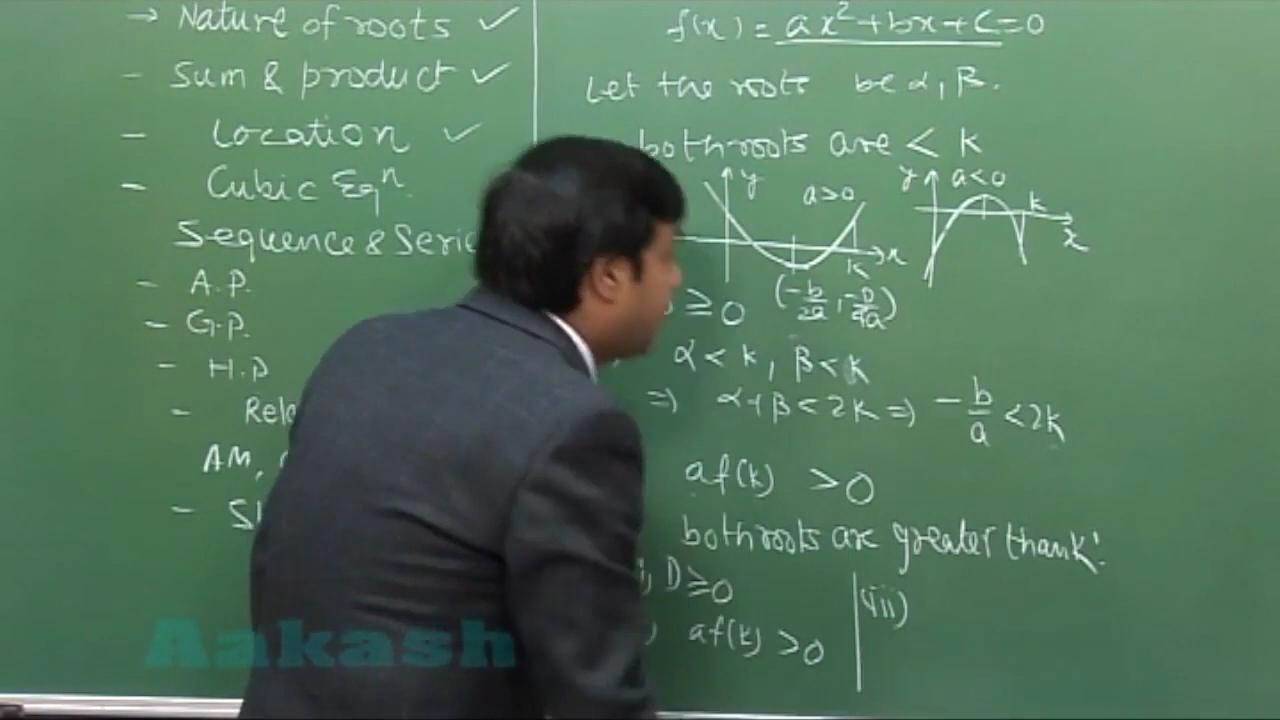 → Nature of roots ✓
- Sum & product ✓
- Location ✓
- Cubic Eqⁿ.
Sequence & Serie
- A.P.
- G.P.
- H.P
- Rela
AM,
-
f(x) = ax² + bx + c = 0
Let the roots be α, β.
both roots are < k
y a > 0 x k
y a < 0 k x
≥ 0 (-b/2a, -D/4a)
α < k, β < k
⇒ α + β < 2k ⇒ -b/a < 2k
af(k) > 0
both roots are greater than k'.
D ≥ 0
(iii)
) af(k) > 0
Aakash